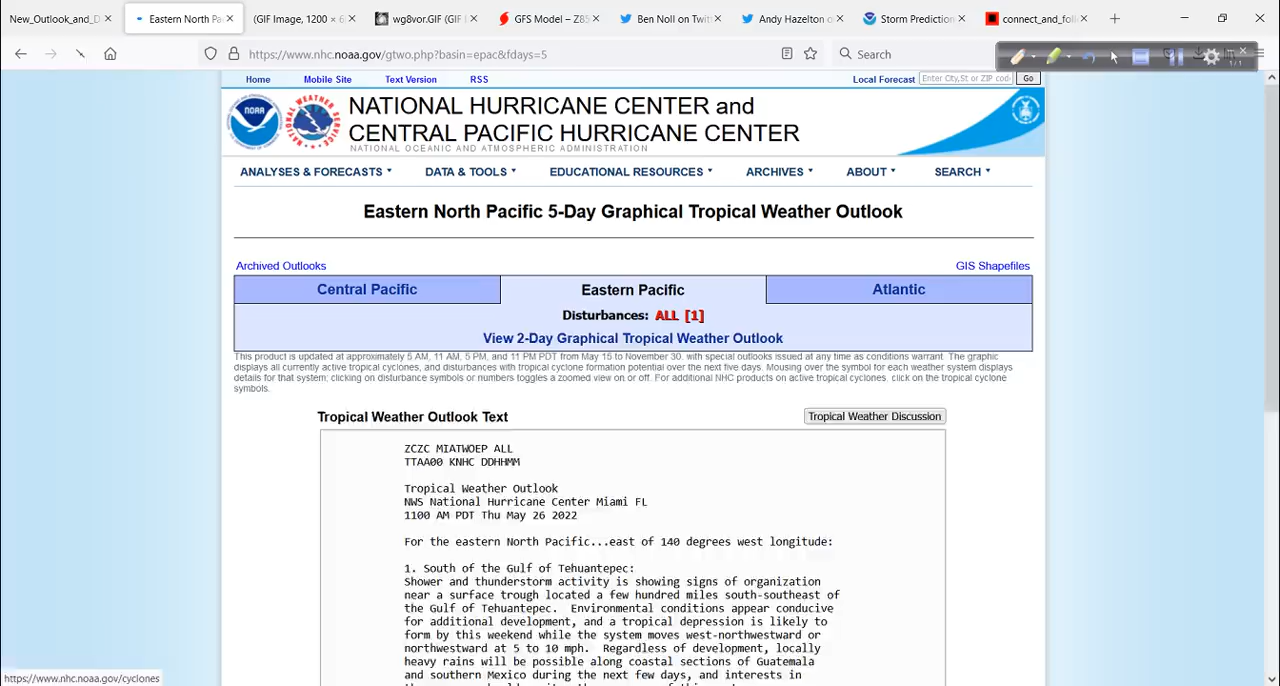 New_Outlook_and_D
Eastern North Pa
(GIF Image, 1200 × 6
wg8vor.GIF (GIF I
GFS Model – Z85
Ben Noll on Twitt
Andy Hazelton o
Storm Prediction
connect_and_foll
https://www.nhc.noaa.gov/gtwo.php?basin=epac&fdays=5
Search
1/1
Home
Mobile Site
Text Version
RSS
Local Forecast
Enter City,St or ZIP code
Go
NOAA
NATIONAL HURRICANE CENTER and
CENTRAL PACIFIC HURRICANE CENTER
NATIONAL OCEANIC AND ATMOSPHERIC ADMINISTRATION
ANALYSES & FORECASTS
DATA & TOOLS
EDUCATIONAL RESOURCES
ARCHIVES
ABOUT
SEARCH
Eastern North Pacific 5-Day Graphical Tropical Weather Outlook
Archived Outlooks
GIS Shapefiles
Central Pacific
Eastern Pacific
Atlantic
Disturbances: ALL [1]
View 2-Day Graphical Tropical Weather Outlook
This product is updated at approximately 5 AM, 11 AM, 5 PM, and 11 PM PDT from May 15 to November 30, with special outlooks issued at any time as conditions warrant. The graphic
displays all currently active tropical cyclones, and disturbances with tropical cyclone formation potential over the next five days. Mousing over the symbol for each weather system displays
details for that system; clicking on disturbance symbols or numbers toggles a zoomed view on or off. For additional NHC products on active tropical cyclones, click on the tropical cyclone
symbols.
Tropical Weather Outlook Text
Tropical Weather Discussion
ZCZC MIATWOEP ALL
TTAA00 KNHC DDHHMM
Tropical Weather Outlook
NWS National Hurricane Center Miami FL
1100 AM PDT Thu May 26 2022
For the eastern North Pacific...east of 140 degrees west longitude:
1. South of the Gulf of Tehuantepec:
Shower and thunderstorm activity is showing signs of organization
near a surface trough located a few hundred miles south-southeast of
the Gulf of Tehuantepec. Environmental conditions appear conducive
for additional development, and a tropical depression is likely to
form by this weekend while the system moves west-northwestward or
northwestward at 5 to 10 mph. Regardless of development, locally
heavy rains will be possible along coastal sections of Guatemala
and southern Mexico during the next few days, and interests in
https://www.nhc.noaa.gov/cyclones